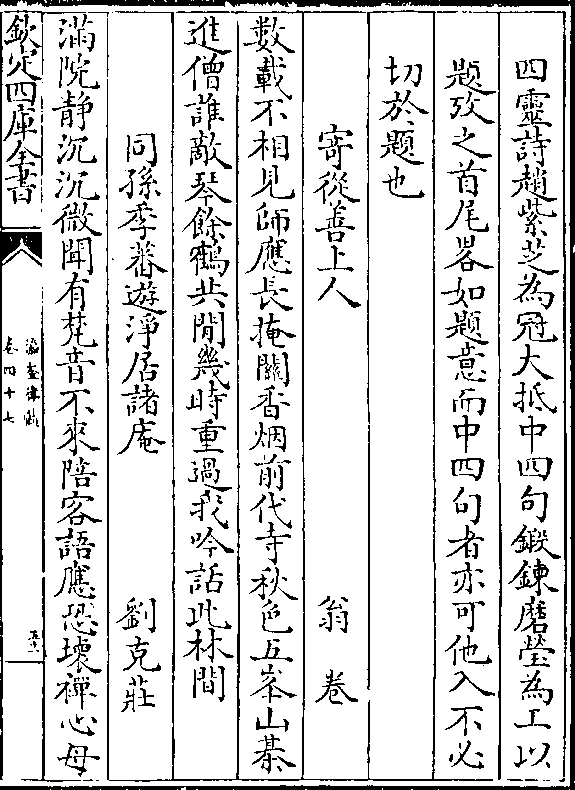 四靈詩趙紫芝為冠大抵中四句鍛鍊磨瑩為工以
題攷之首尾畧如題意而中四句者亦可他入不必
切於題也
寄從善上人 翁卷
數載不相見師應長掩關香烟前代寺秋色五峯山棊
進僧誰敵琴餘鶴共閒幾時重過我吟話此林間
同孫季蕃遊淨居諸庵 劉克莊
滿院静沉沉微聞有梵音不來陪客語應恐壞禪心母
欽定四庫全書
瀛奎律髓
卷四十七